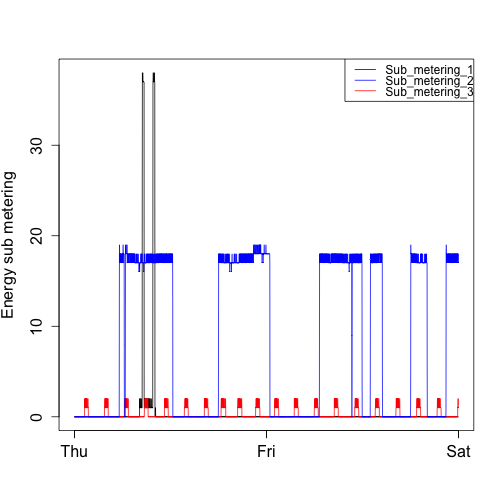 Sub_metering_1
Sub_metering_2
Sub_metering_3
Energy sub metering
30
20
10
0
Thu Fri Sat